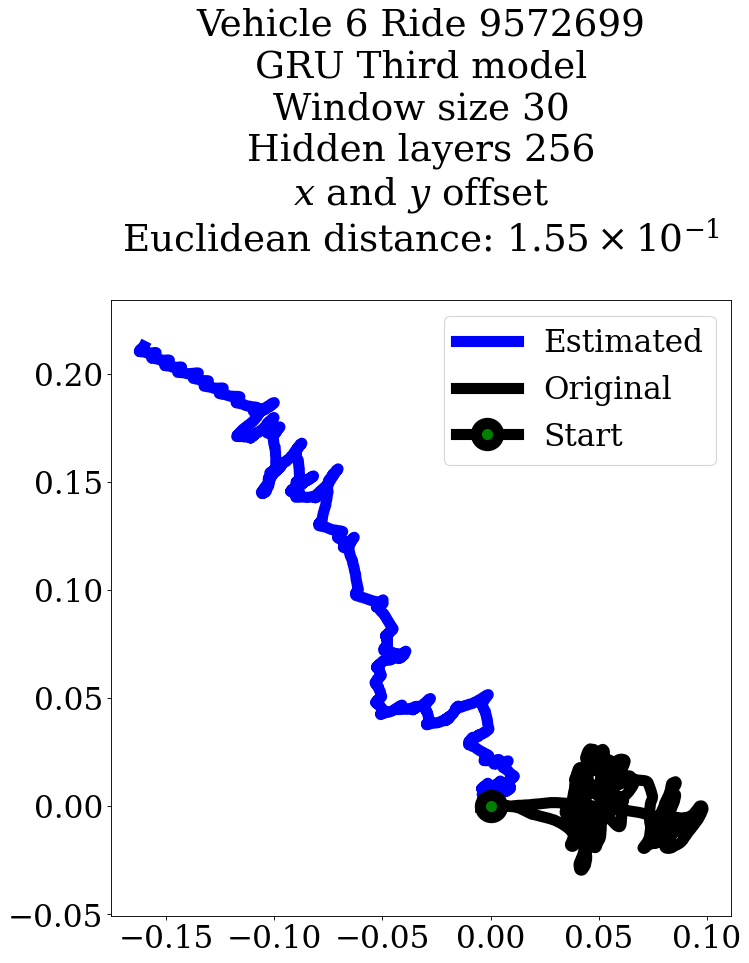 Vehicle 6 Ride 9572699
GRU Third model
Window size 30
Hidden layers 256
x and y offset
Euclidean distance: 1.55 × 10⁻¹
Estimated
Original
Start
0.20
0.15
0.10
0.05
0.00
−0.05
−0.15 −0.10 −0.05 0.00 0.05 0.10